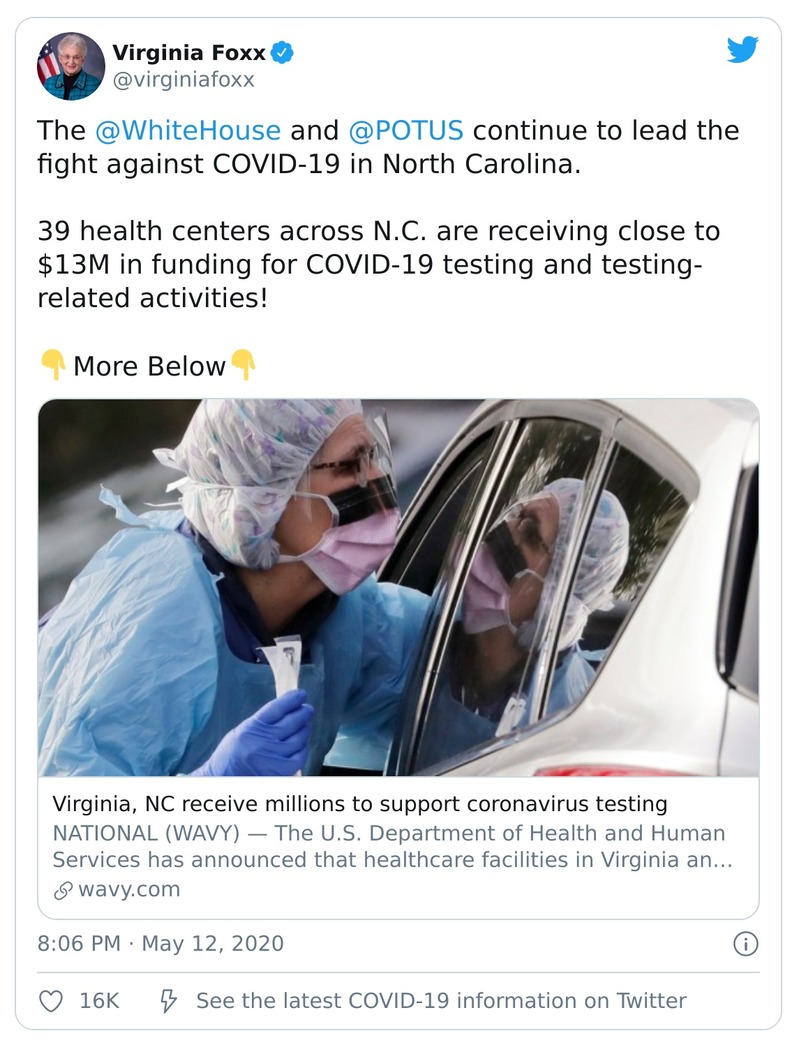 Virginia Foxx
@virginiafoxx
The @WhiteHouse and @POTUS continue to lead the
fight against COVID-19 in North Carolina.
39 health centers across N.C. are receiving close to
$13M in funding for COVID-19 testing and testing-
related activities!
👇More Below👇
Virginia, NC receive millions to support coronavirus testing
NATIONAL (WAVY) — The U.S. Department of Health and Human
Services has announced that healthcare facilities in Virginia an…
wavy.com
8:06 PM · May 12, 2020
16K
See the latest COVID-19 information on Twitter